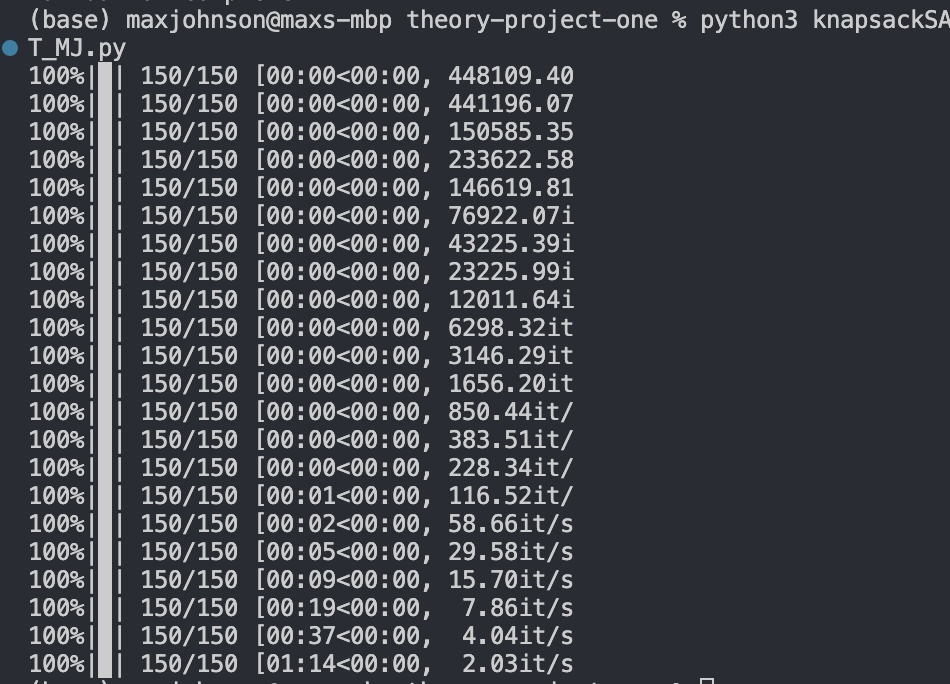 (base) maxjohnson@maxs-mbp theory-project-one % python3 knapsackSA
T_MJ.py
100%| | 150/150 [00:00<00:00, 448109.40
100%| | 150/150 [00:00<00:00, 441196.07
100%| | 150/150 [00:00<00:00, 150585.35
100%| | 150/150 [00:00<00:00, 233622.58
100%| | 150/150 [00:00<00:00, 146619.81
100%| | 150/150 [00:00<00:00, 76922.07i
100%| | 150/150 [00:00<00:00, 43225.39i
100%| | 150/150 [00:00<00:00, 23225.99i
100%| | 150/150 [00:00<00:00, 12011.64i
100%| | 150/150 [00:00<00:00, 6298.32it
100%| | 150/150 [00:00<00:00, 3146.29it
100%| | 150/150 [00:00<00:00, 1656.20it
100%| | 150/150 [00:00<00:00, 850.44it/
100%| | 150/150 [00:00<00:00, 383.51it/
100%| | 150/150 [00:00<00:00, 228.34it/
100%| | 150/150 [00:01<00:00, 116.52it/
100%| | 150/150 [00:02<00:00, 58.66it/s
100%| | 150/150 [00:05<00:00, 29.58it/s
100%| | 150/150 [00:09<00:00, 15.70it/s
100%| | 150/150 [00:19<00:00, 7.86it/s
100%| | 150/150 [00:37<00:00, 4.04it/s
100%| | 150/150 [01:14<00:00, 2.03it/s